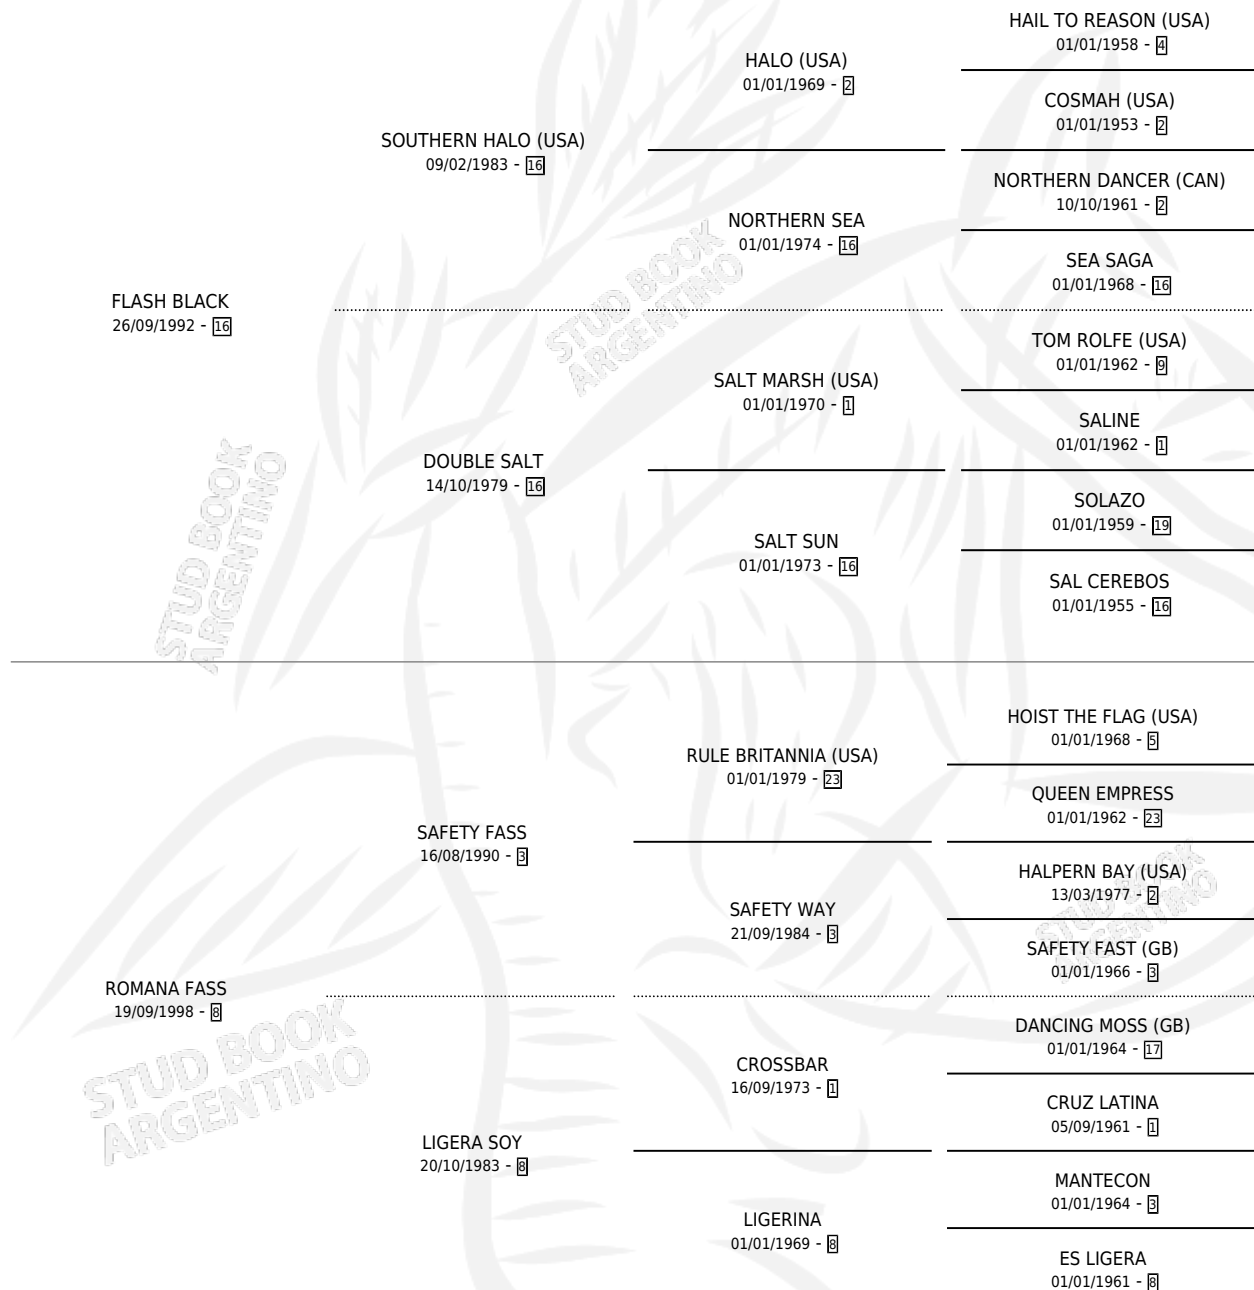 HAIL TO REASON (USA)
01/01/1958 - 4
HALO (USA)
01/01/1969 - 2
COSMAH (USA)
01/01/1953 - 2
SOUTHERN HALO (USA)
09/02/1983 - 16
NORTHERN DANCER (CAN)
10/10/1961 - 2
NORTHERN SEA
01/01/1974 - 16
SEA SAGA
01/01/1968 - 16
FLASH BLACK
26/09/1992 - 16
STUD BOOK
ARGENTINO
TOM ROLFE (USA)
01/01/1962 - 9
SALT MARSH (USA)
01/01/1970 - 1
SALINE
01/01/1962 - 1
DOUBLE SALT
14/10/1979 - 16
SOLAZO
01/01/1959 - 19
SALT SUN
01/01/1973 - 16
SAL CEREBOS
01/01/1955 - 16
STUD BOOK
ARGENTINO
HOIST THE FLAG (USA)
01/01/1968 - 5
RULE BRITANNIA (USA)
01/01/1979 - 23
QUEEN EMPRESS
01/01/1962 - 23
SAFETY FASS
16/08/1990 - 3
HALPERN BAY (USA)
13/03/1977 - 2
STUD BOOK
ARGENTINO
SAFETY WAY
21/09/1984 - 3
SAFETY FAST (GB)
01/01/1966 - 3
ROMANA FASS
19/09/1998 - 8
STUD BOOK
ARGENTINO
DANCING MOSS (GB)
01/01/1964 - 17
CROSSBAR
16/09/1973 - 1
CRUZ LATINA
05/09/1961 - 1
LIGERA SOY
20/10/1983 - 8
MANTECON
01/01/1964 - 3
LIGERINA
01/01/1969 - 8
ES LIGERA
01/01/1961 - 8